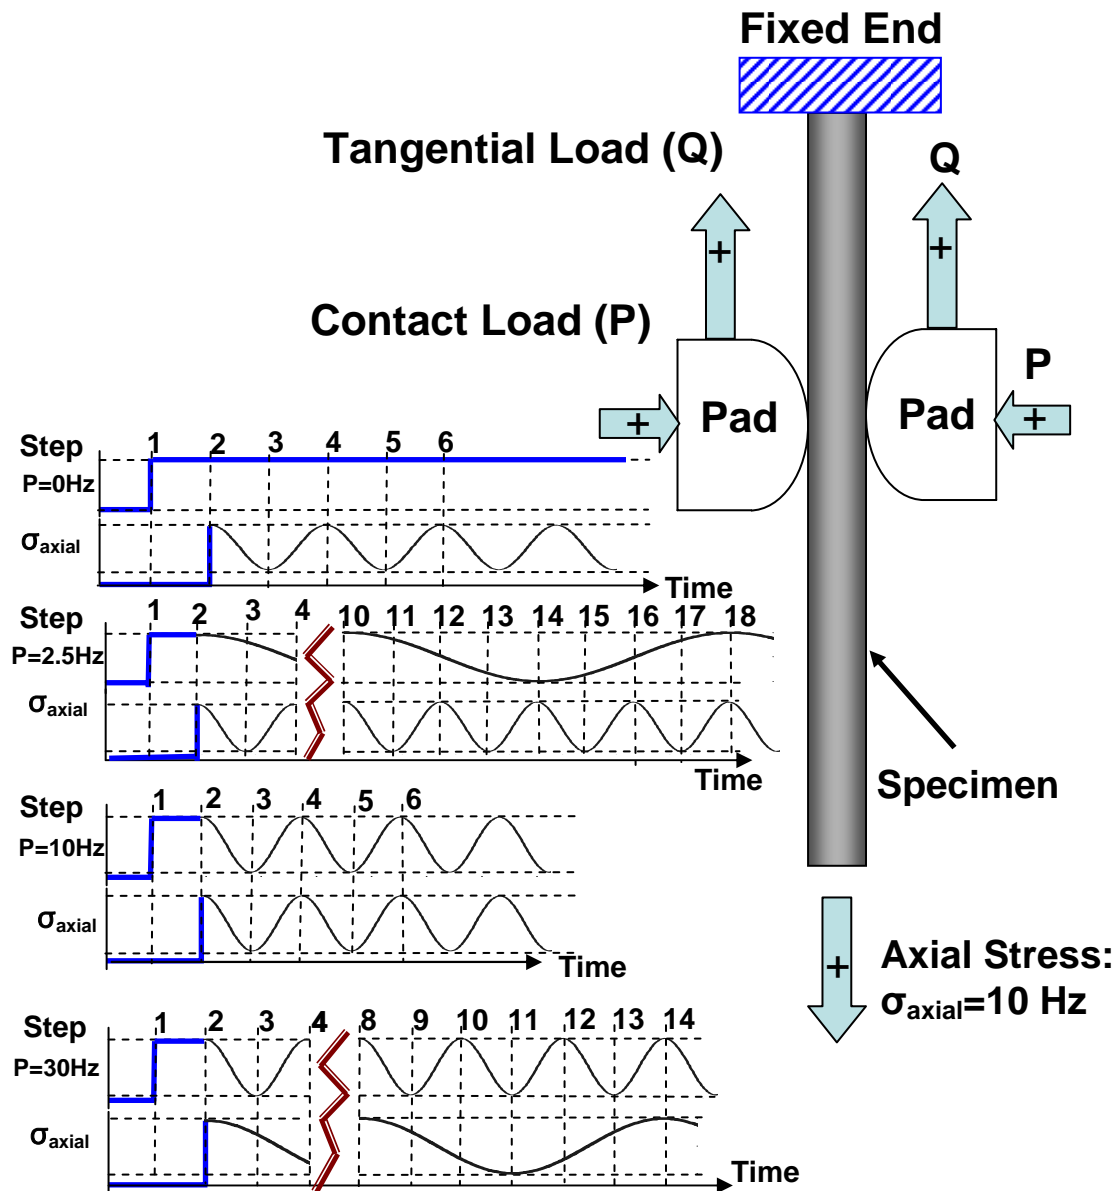 Fixed End
Tangential Load (Q)
Q
+
+
Contact Load (P)
P
Pad
Pad
+
+
Step
1 2 3 4 5 6
P=0Hz
σaxial
Time
Step
1 2 3 4 10 11 12 13 14 15 16 17 18
P=2.5Hz
σaxial
Time
Specimen
Step
1 2 3 4 5 6
P=10Hz
σaxial
Time
+
Axial Stress:
σaxial=10 Hz
Step
1 2 3 4 8 9 10 11 12 13 14
P=30Hz
σaxial
Time